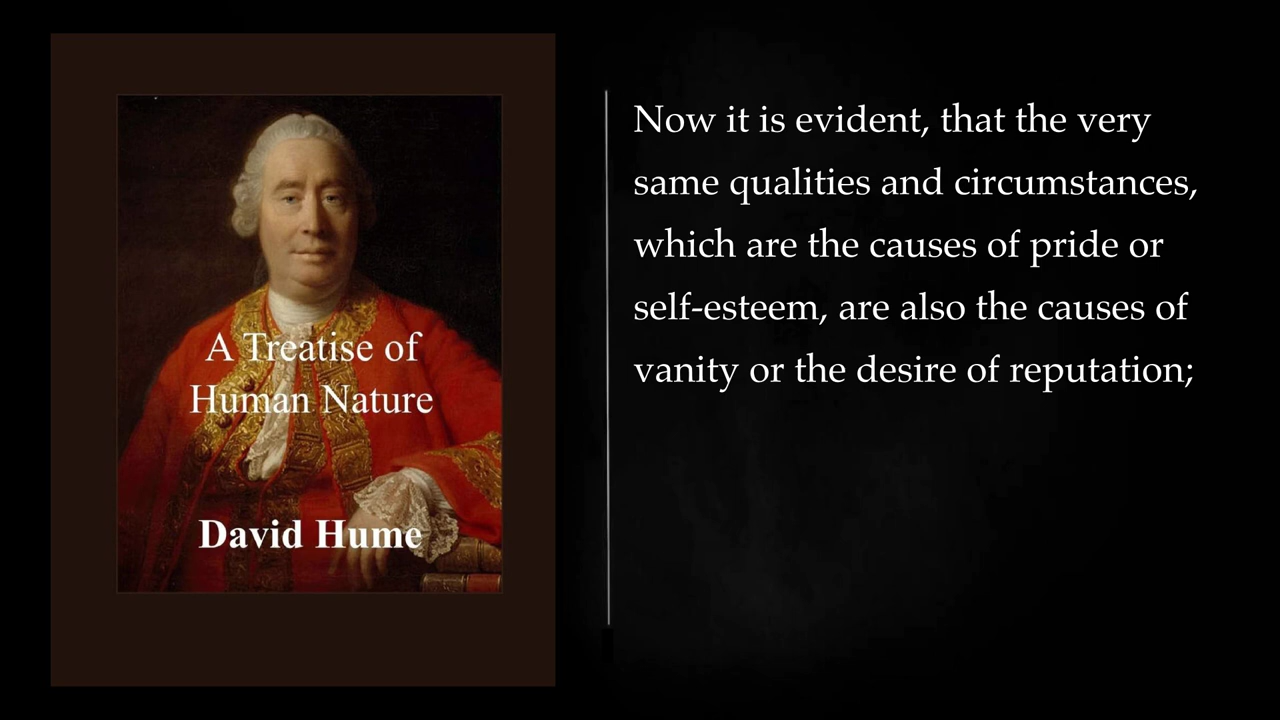 A Treatise of
Human Nature
David Hume
Now it is evident, that the very
same qualities and circumstances,
which are the causes of pride or
self-esteem, are also the causes of
vanity or the desire of reputation;